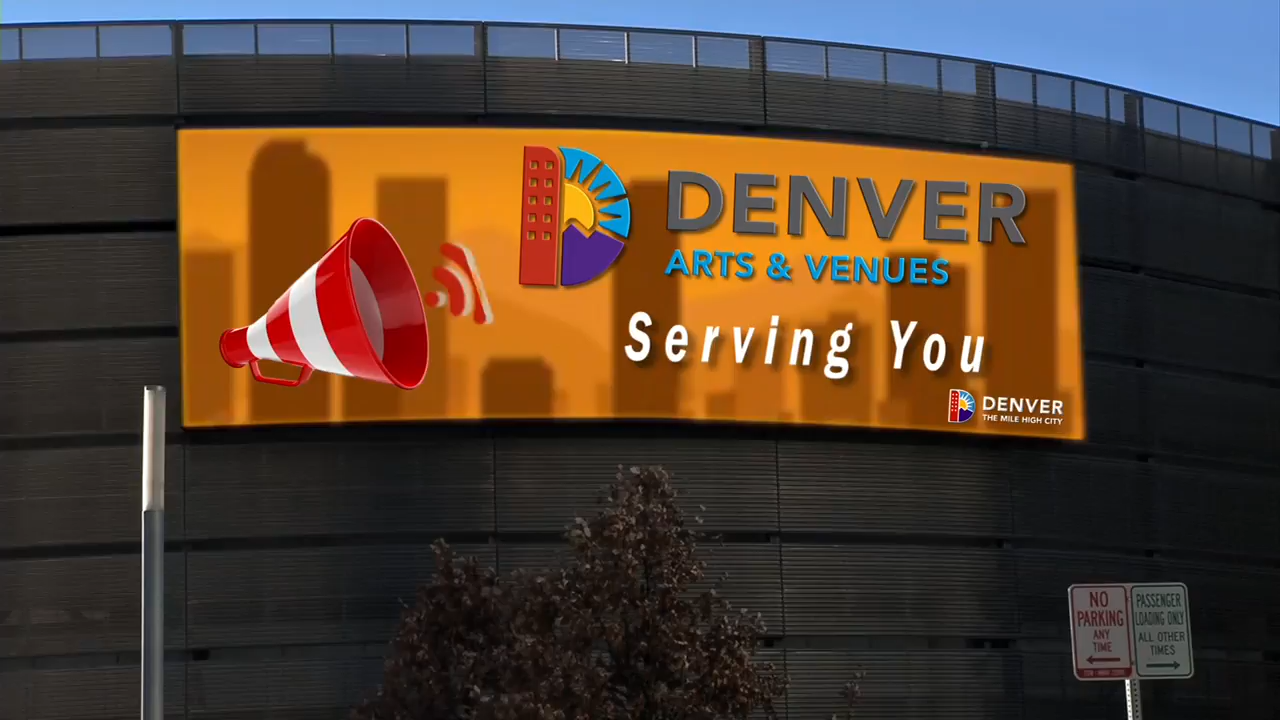 DENVER
ARTS & VENUES
Serving You
DENVER
THE MILE HIGH CITY
NO
PARKING
ANY
TIME
PASSENGER
LOADING ONLY
ALL OTHER
TIMES